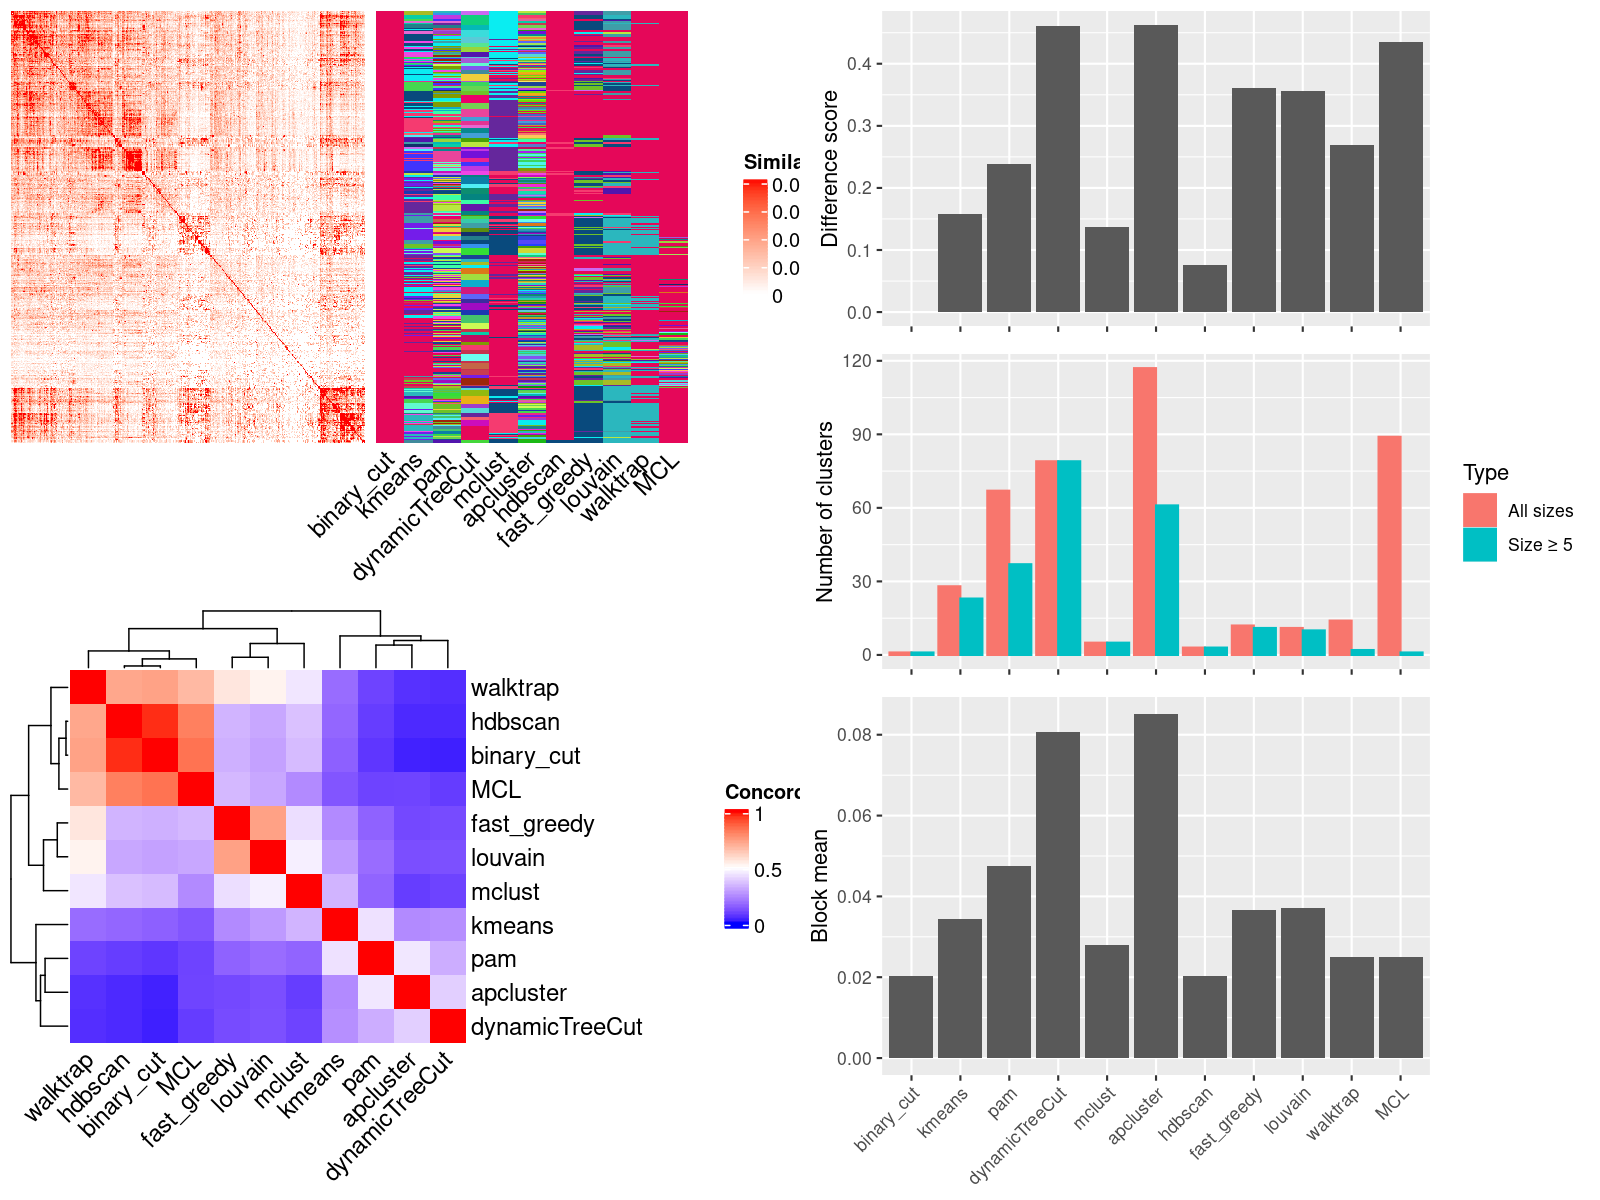 Simila
0.0
0.0
0.0
0.0
0
binary_cut
kmeans
pam
dynamicTreeCut
mclust
apcluster
hdbscan
fast_greedy
louvain
walktrap
MCL
walktrap
hdbscan
binary_cut
MCL
fast_greedy
louvain
mclust
kmeans
pam
apcluster
dynamicTreeCut
walktrap
hdbscan
binary_cut
MCL
fast_greedy
louvain
mclust
kmeans
pam
apcluster
dynamicTreeCut
Concord
1
0.5
0
Difference score
0.4
0.3
0.2
0.1
0.0
Number of clusters
120
90
60
30
0
Type
All sizes
Size ≥ 5
Block mean
0.08
0.06
0.04
0.02
0.00
binary_cut
kmeans
pam
dynamicTreeCut
mclust
apcluster
hdbscan
fast_greedy
louvain
walktrap
MCL